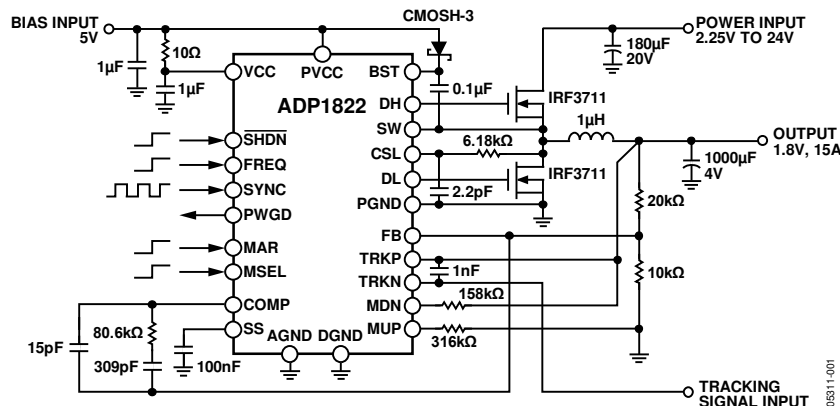 BIAS INPUT
5V
CMOSH-3
POWER INPUT
2.25V TO 24V
10Ω
180µF
20V
1µF
1µF
VCC
PVCC
BST
0.1µF
IRF3711
ADP1822
DH
1µH
SW
SHDN
6.18kΩ
OUTPUT
1.8V, 15A
CSL
FREQ
IRF3711
1000µF
4V
DL
SYNC
2.2pF
20kΩ
PGND
PWGD
FB
MAR
TRKP
1nF
10kΩ
MSEL
TRKN
158kΩ
COMP
MDN
80.6kΩ
SS
AGND
DGND
MUP
316kΩ
15pF
309pF
100nF
TRACKING
SIGNAL INPUT
05311-001